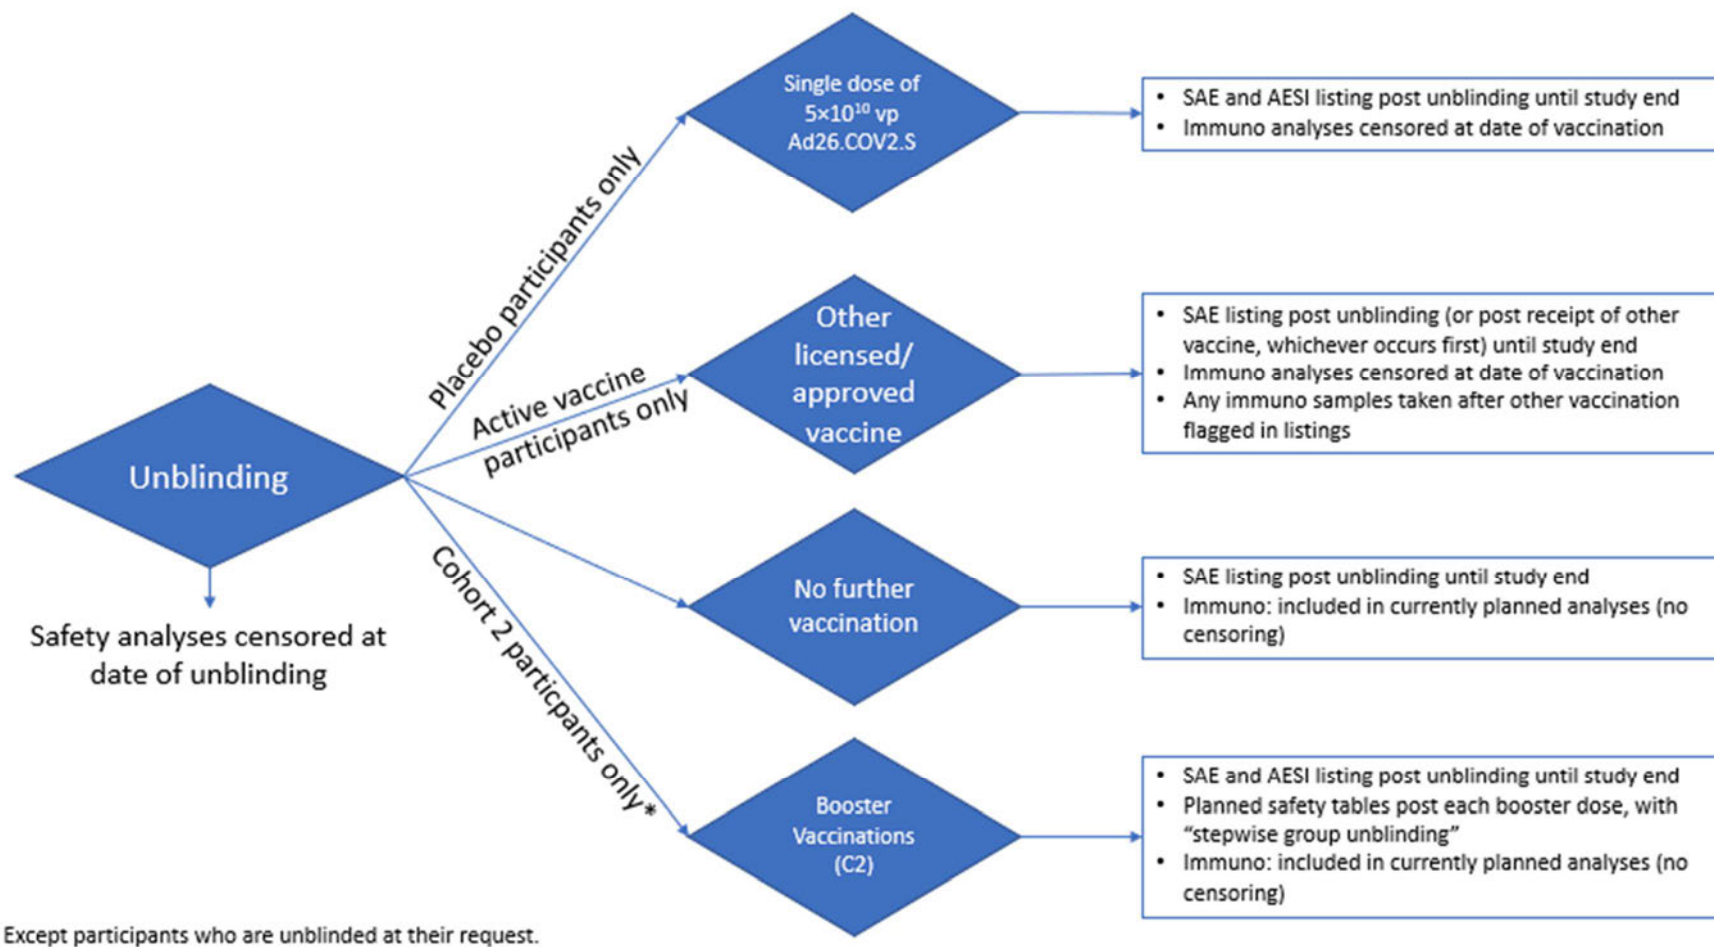 Single dose of
5×10¹⁰ vp
Ad26.COV2.S
• SAE and AESI listing post unblinding until study end
• Immuno analyses censored at date of vaccination
Placebo participants only
Other
licensed/
approved
vaccine
• SAE listing post unblinding (or post receipt of other
vaccine, whichever occurs first) until study end
• Immuno analyses censored at date of vaccination
• Any immuno samples taken after other vaccination
flagged in listings
Active vaccine
participants only
Unblinding
Safety analyses censored at
date of unblinding
No further
vaccination
• SAE listing post unblinding until study end
• Immuno: included in currently planned analyses (no
censoring)
Cohort 2 particpants only*
Booster
Vaccinations
(C2)
• SAE and AESI listing post unblinding until study end
• Planned safety tables post each booster dose, with
“stepwise group unblinding”
• Immuno: included in currently planned analyses (no
censoring)
Except participants who are unblinded at their request.